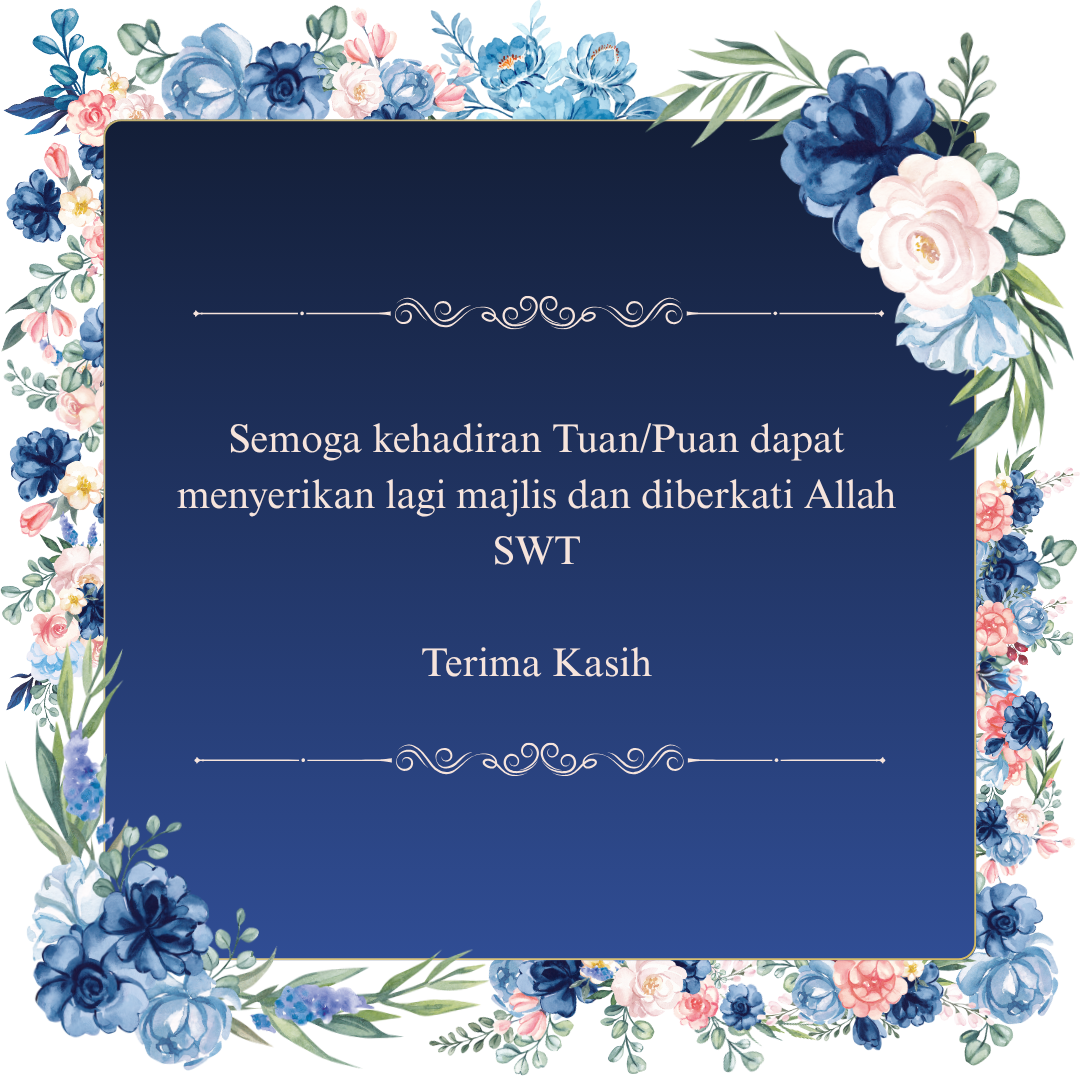 Semoga kehadiran Tuan/Puan dapat
menyerikan lagi majlis dan diberkati Allah
SWT
Terima Kasih